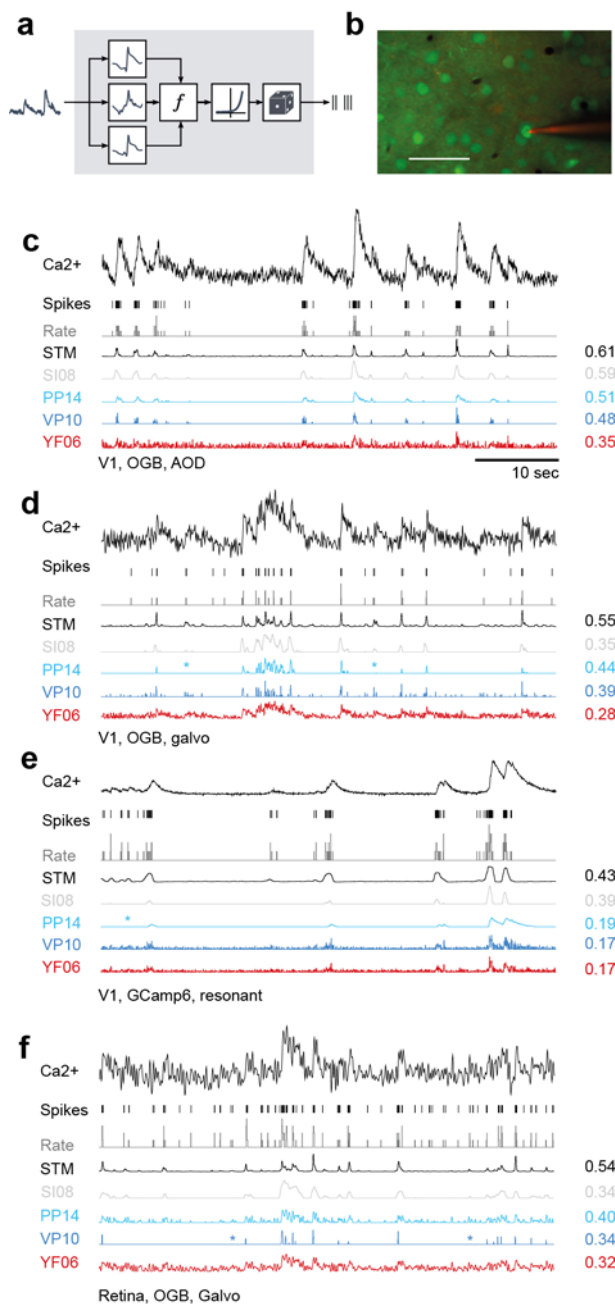 a
b
f
c
Ca2+
Spikes
Rate
STM 0.61
SI08 0.59
PP14 0.51
VP10 0.48
YF06 0.35
V1, OGB, AOD
10 sec
d
Ca2+
Spikes
Rate
STM 0.55
SI08 0.35
PP14 * * 0.44
VP10 0.39
YF06 0.28
V1, OGB, galvo
e
Ca2+
Spikes
Rate
STM 0.43
SI08 0.39
PP14 * 0.19
VP10 0.17
YF06 0.17
V1, GCamp6, resonant
f
Ca2+
Spikes
Rate
STM 0.54
SI08 0.34
PP14 0.40
VP10 * * 0.34
YF06 0.32
Retina, OGB, Galvo